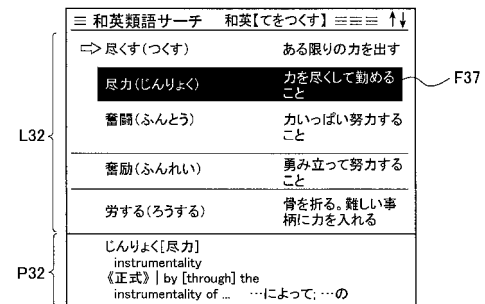 三 和英類語サーチ 和英【てをつくす】 ☰☰☰ ↑↓
⇨ 尽くす(つくす) ある限りの力を出す
尽力(じんりょく) 力を尽くして勤める
こと
F37
奮闘(ふんとう) 力いっぱい努力する
こと
L32
奮励(ふんれい) 勇み立って努力する
こと
労する(ろうする) 骨を折る。難しい事
柄に力を入れる
P32
じんりょく[尽力]
instrumentality
《正式》| by [through] the
instrumentality of ... …によって; …の